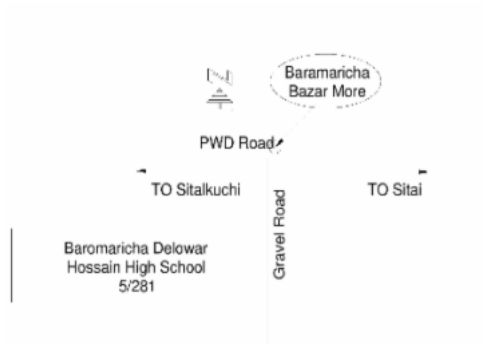 N
Baramaricha
Bazar More
PWD Road
TO Sitalkuchi
TO Sitai
Gravel Road
Baromaricha Delowar
Hossain High School
5/281